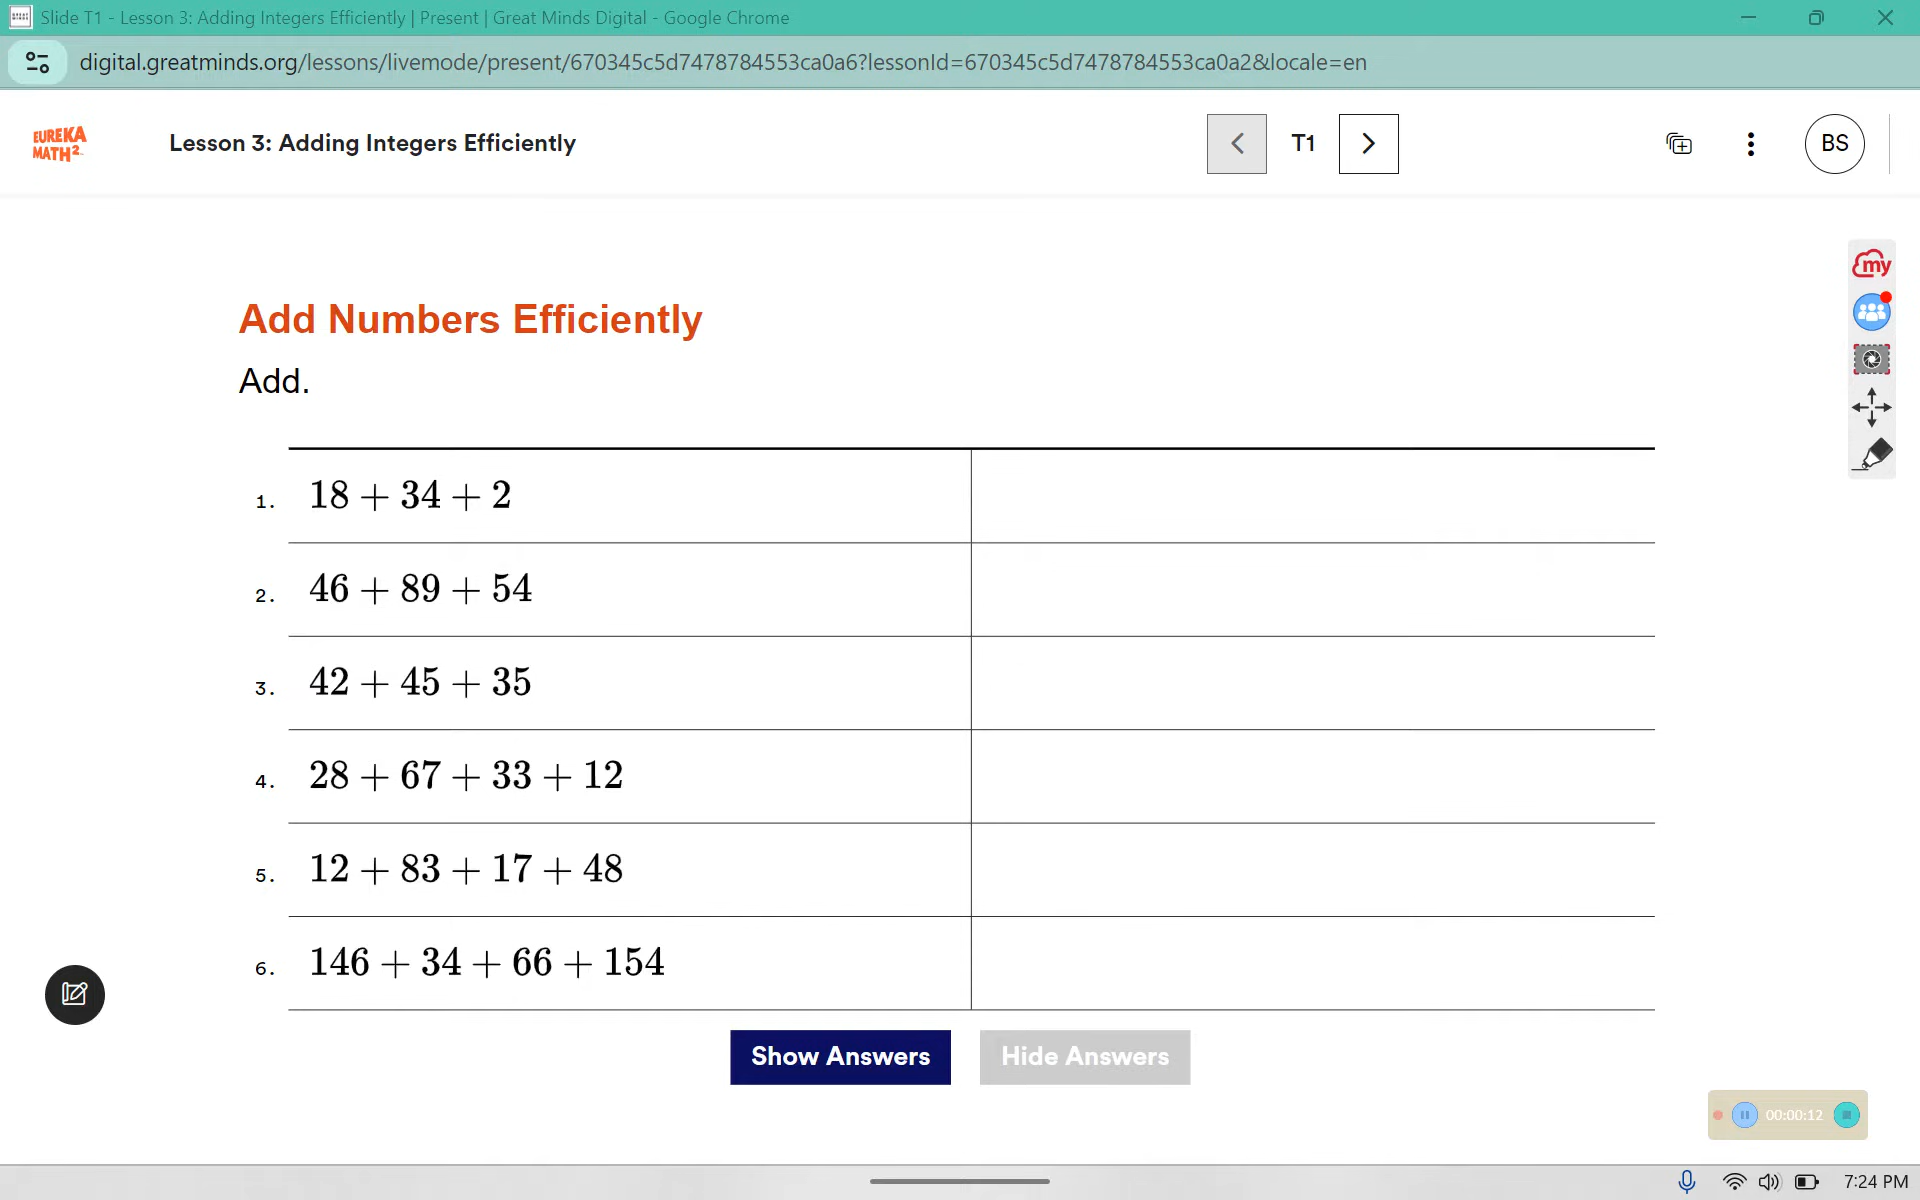 Slide T1 - Lesson 3: Adding Integers Efficiently | Present | Great Minds Digital - Google Chrome
digital.greatminds.org/lessons/livemode/present/670345c5d7478784553ca0a6?lessonId=670345c5d7478784553ca0a2&locale=en
EUREKA
MATH²
Lesson 3: Adding Integers Efficiently
T1
BS
my
Add Numbers Efficiently
Add.
1. 18 + 34 + 2
2. 46 + 89 + 54
3. 42 + 45 + 35
4. 28 + 67 + 33 + 12
5. 12 + 83 + 17 + 48
6. 146 + 34 + 66 + 154
Show Answers Hide Answers
00:00:12
7:24 PM